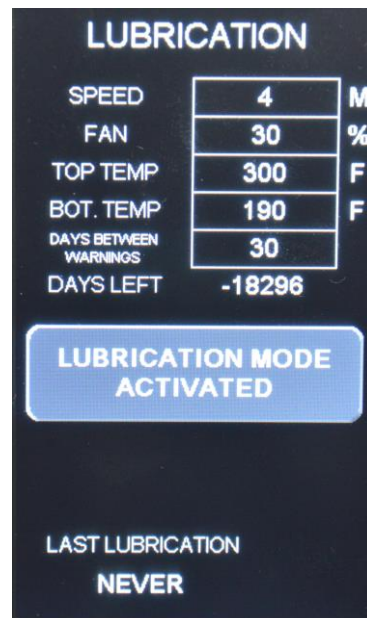 LUBRICATION
SPEED 4 M
FAN 30 %
TOP TEMP 300 F
BOT. TEMP 190 F
DAYS BETWEEN
WARNINGS 30
DAYS LEFT -18296
LUBRICATION MODE
ACTIVATED
LAST LUBRICATION
NEVER